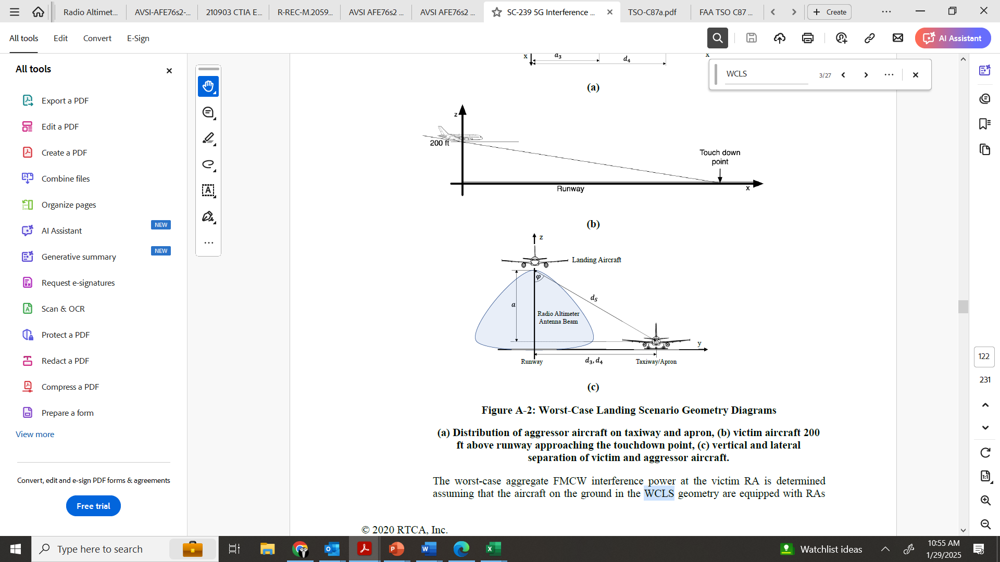 Radio Altimet...
AVSI-AFE76s2-...
210903 CTIA E...
R-REC-M.2059...
AVSI AFE76s2 ...
AVSI AFE76s2 ...
SC-239 5G Interference ...
TSO-C87a.pdf
FAA TSO C87 ...
Create
All tools
Edit
Convert
E-Sign
AI Assistant
All tools
Export a PDF
Edit a PDF
Create a PDF
Combine files
Organize pages
AI Assistant
NEW
Generative summary
NEW
Request e-signatures
Scan & OCR
Protect a PDF
Redact a PDF
Compress a PDF
Prepare a form
View more
Convert, edit and e-sign PDF forms & agreements
Free trial
WCLS
3/27
x
d3
d4
x
(a)
z
200 ft
Touch down
point
Runway
x
(b)
z
Landing Aircraft
φ
ds
a
Radio Altimeter
Antenna Beam
y
Runway
d3, d4
Taxiway/Apron
(c)
Figure A-2: Worst-Case Landing Scenario Geometry Diagrams
(a) Distribution of aggressor aircraft on taxiway and apron, (b) victim aircraft 200
ft above runway approaching the touchdown point, (c) vertical and lateral
separation of victim and aggressor aircraft.
The worst-case aggregate FMCW interference power at the victim RA is determined
assuming that the aircraft on the ground in the WCLS geometry are equipped with RAs
© 2020 RTCA, Inc.
122
231
1:1
Type here to search
Watchlist ideas
10:55 AM
1/29/2025